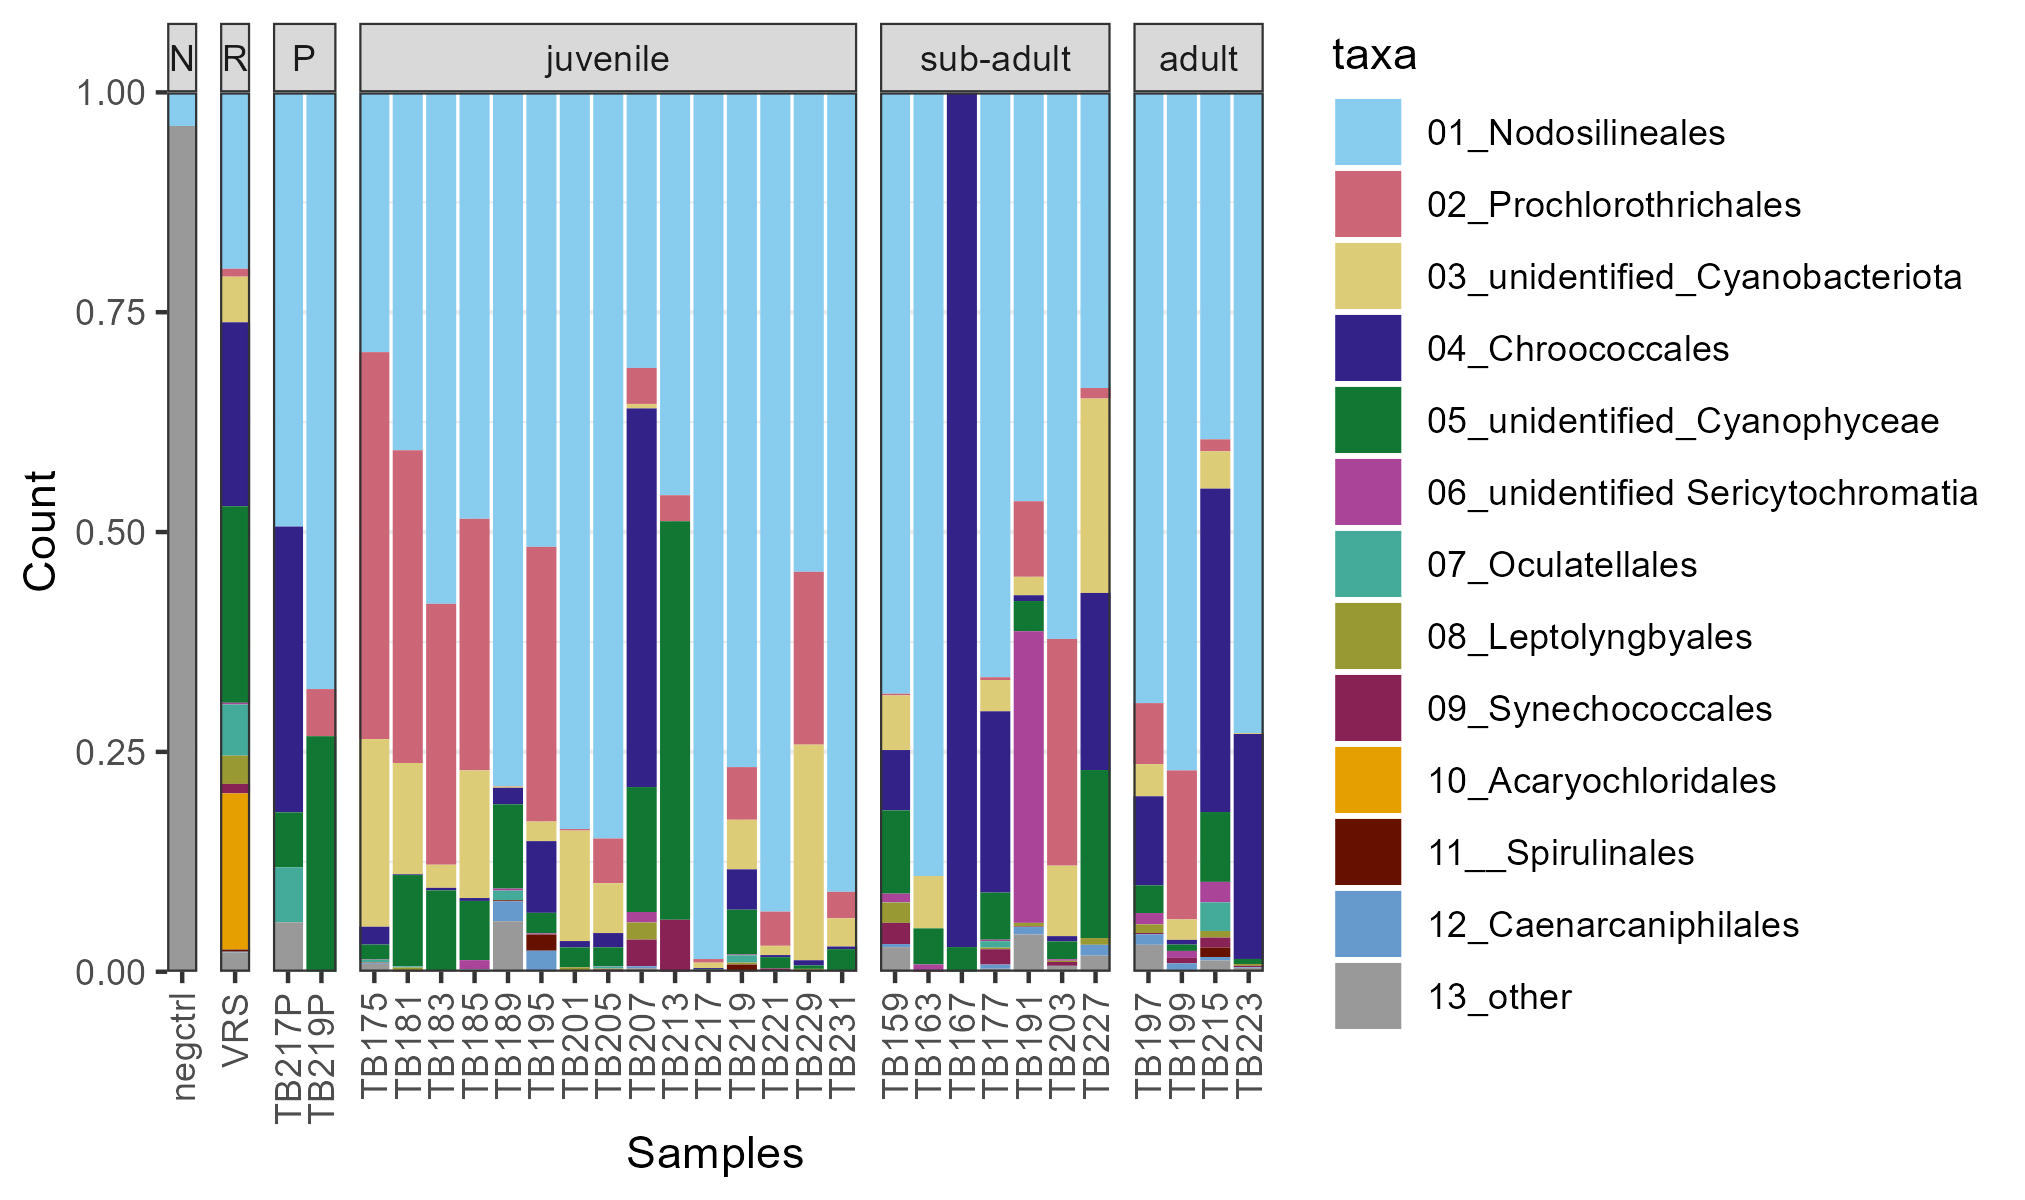 N R P juvenile sub-adult adult
taxa
1.00
0.75
0.50
0.25
0.00
Count
01_Nodosilineales
02_Prochlorothrichales
03_unidentified_Cyanobacteriota
04_Chroococcales
05_unidentified_Cyanophyceae
06_unidentified Sericytochromatia
07_Oculatellales
08_Leptolyngbyales
09_Synechococcales
10_Acaryochloridales
11__Spirulinales
12_Caenarcaniphilales
13_other
negctrl
VRS
TB217P
TB219P
TB175
TB181
TB183
TB185
TB189
TB195
TB201
TB205
TB207
TB213
TB217
TB219
TB221
TB229
TB231
TB159
TB163
TB167
TB177
TB191
TB203
TB227
TB197
TB199
TB215
TB223
Samples